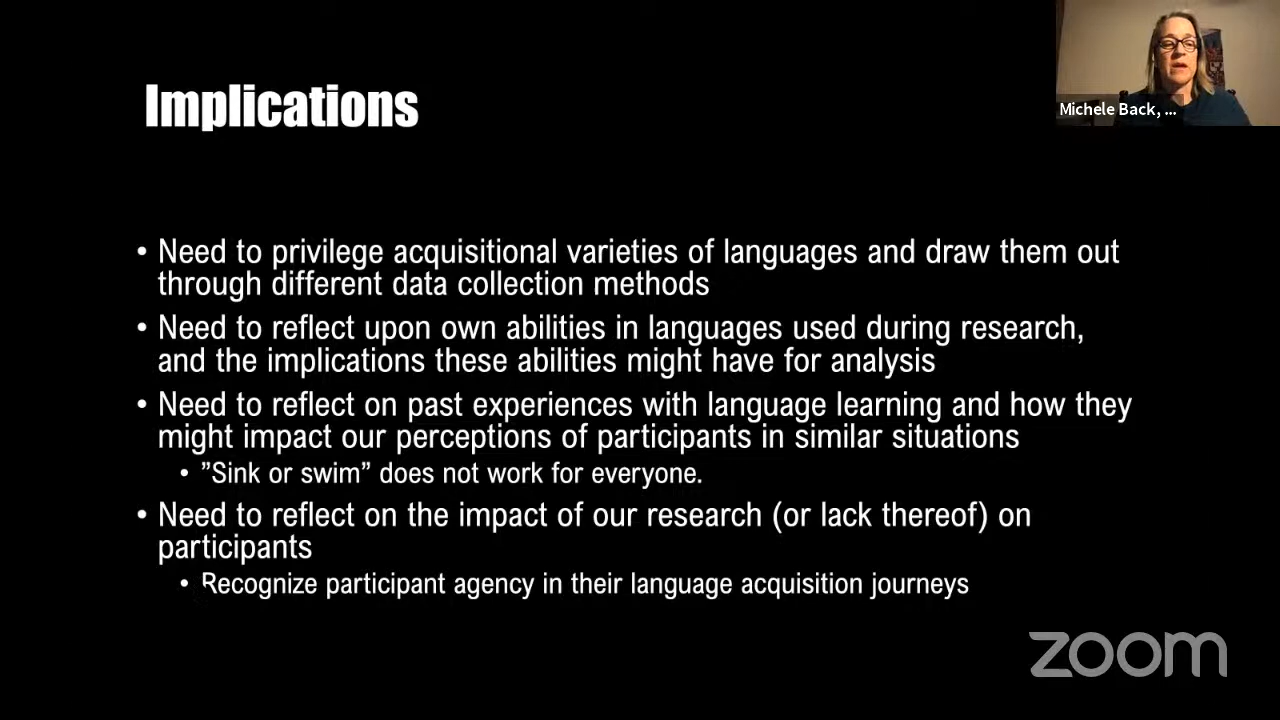 Implications
Michele Back, ...
• Need to privilege acquisitional varieties of languages and draw them out
through different data collection methods
• Need to reflect upon own abilities in languages used during research,
and the implications these abilities might have for analysis
• Need to reflect on past experiences with language learning and how they
might impact our perceptions of participants in similar situations
• ”Sink or swim” does not work for everyone.
• Need to reflect on the impact of our research (or lack thereof) on
participants
• Recognize participant agency in their language acquisition journeys
zoom